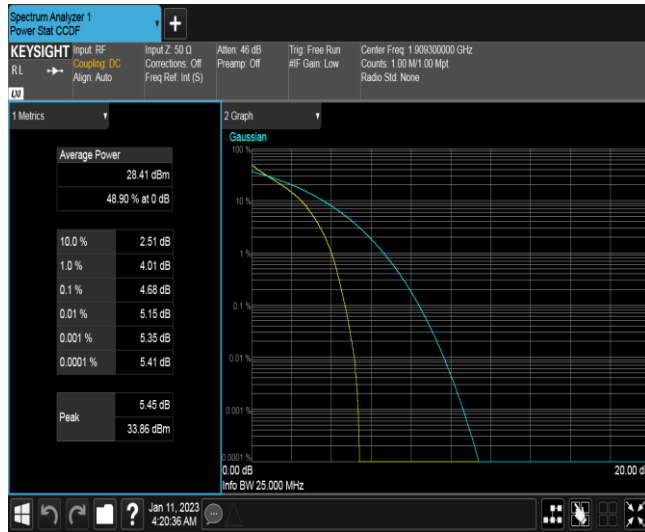 Spectrum Analyzer 1
Power Stat CCDF
+
KEYSIGHT
RL
LXI
Input: RF
Coupling: DC
Align: Auto
Input Z: 50 Ω
Corrections: Off
Freq Ref: Int (S)
Atten: 46 dB
Preamp: Off
Trig: Free Run
#IF Gain: Low
Center Freq: 1.909300000 GHz
Counts: 1.00 M/1.00 Mpt
Radio Std: None
1 Metrics
Average Power
28.41 dBm
48.90 % at 0 dB
10.0 % 2.51 dB
1.0 % 4.01 dB
0.1 % 4.68 dB
0.01 % 5.15 dB
0.001 % 5.35 dB
0.0001 % 5.41 dB
Peak
5.45 dB
33.86 dBm
2 Graph
Gaussian
100 %
10 %
1 %
0.1 %
0.01 %
0.001 %
0.0001 %
0.00 dB
20.00 d
Info BW 25.000 MHz
?
Jan 11, 2023
4:20:36 AM